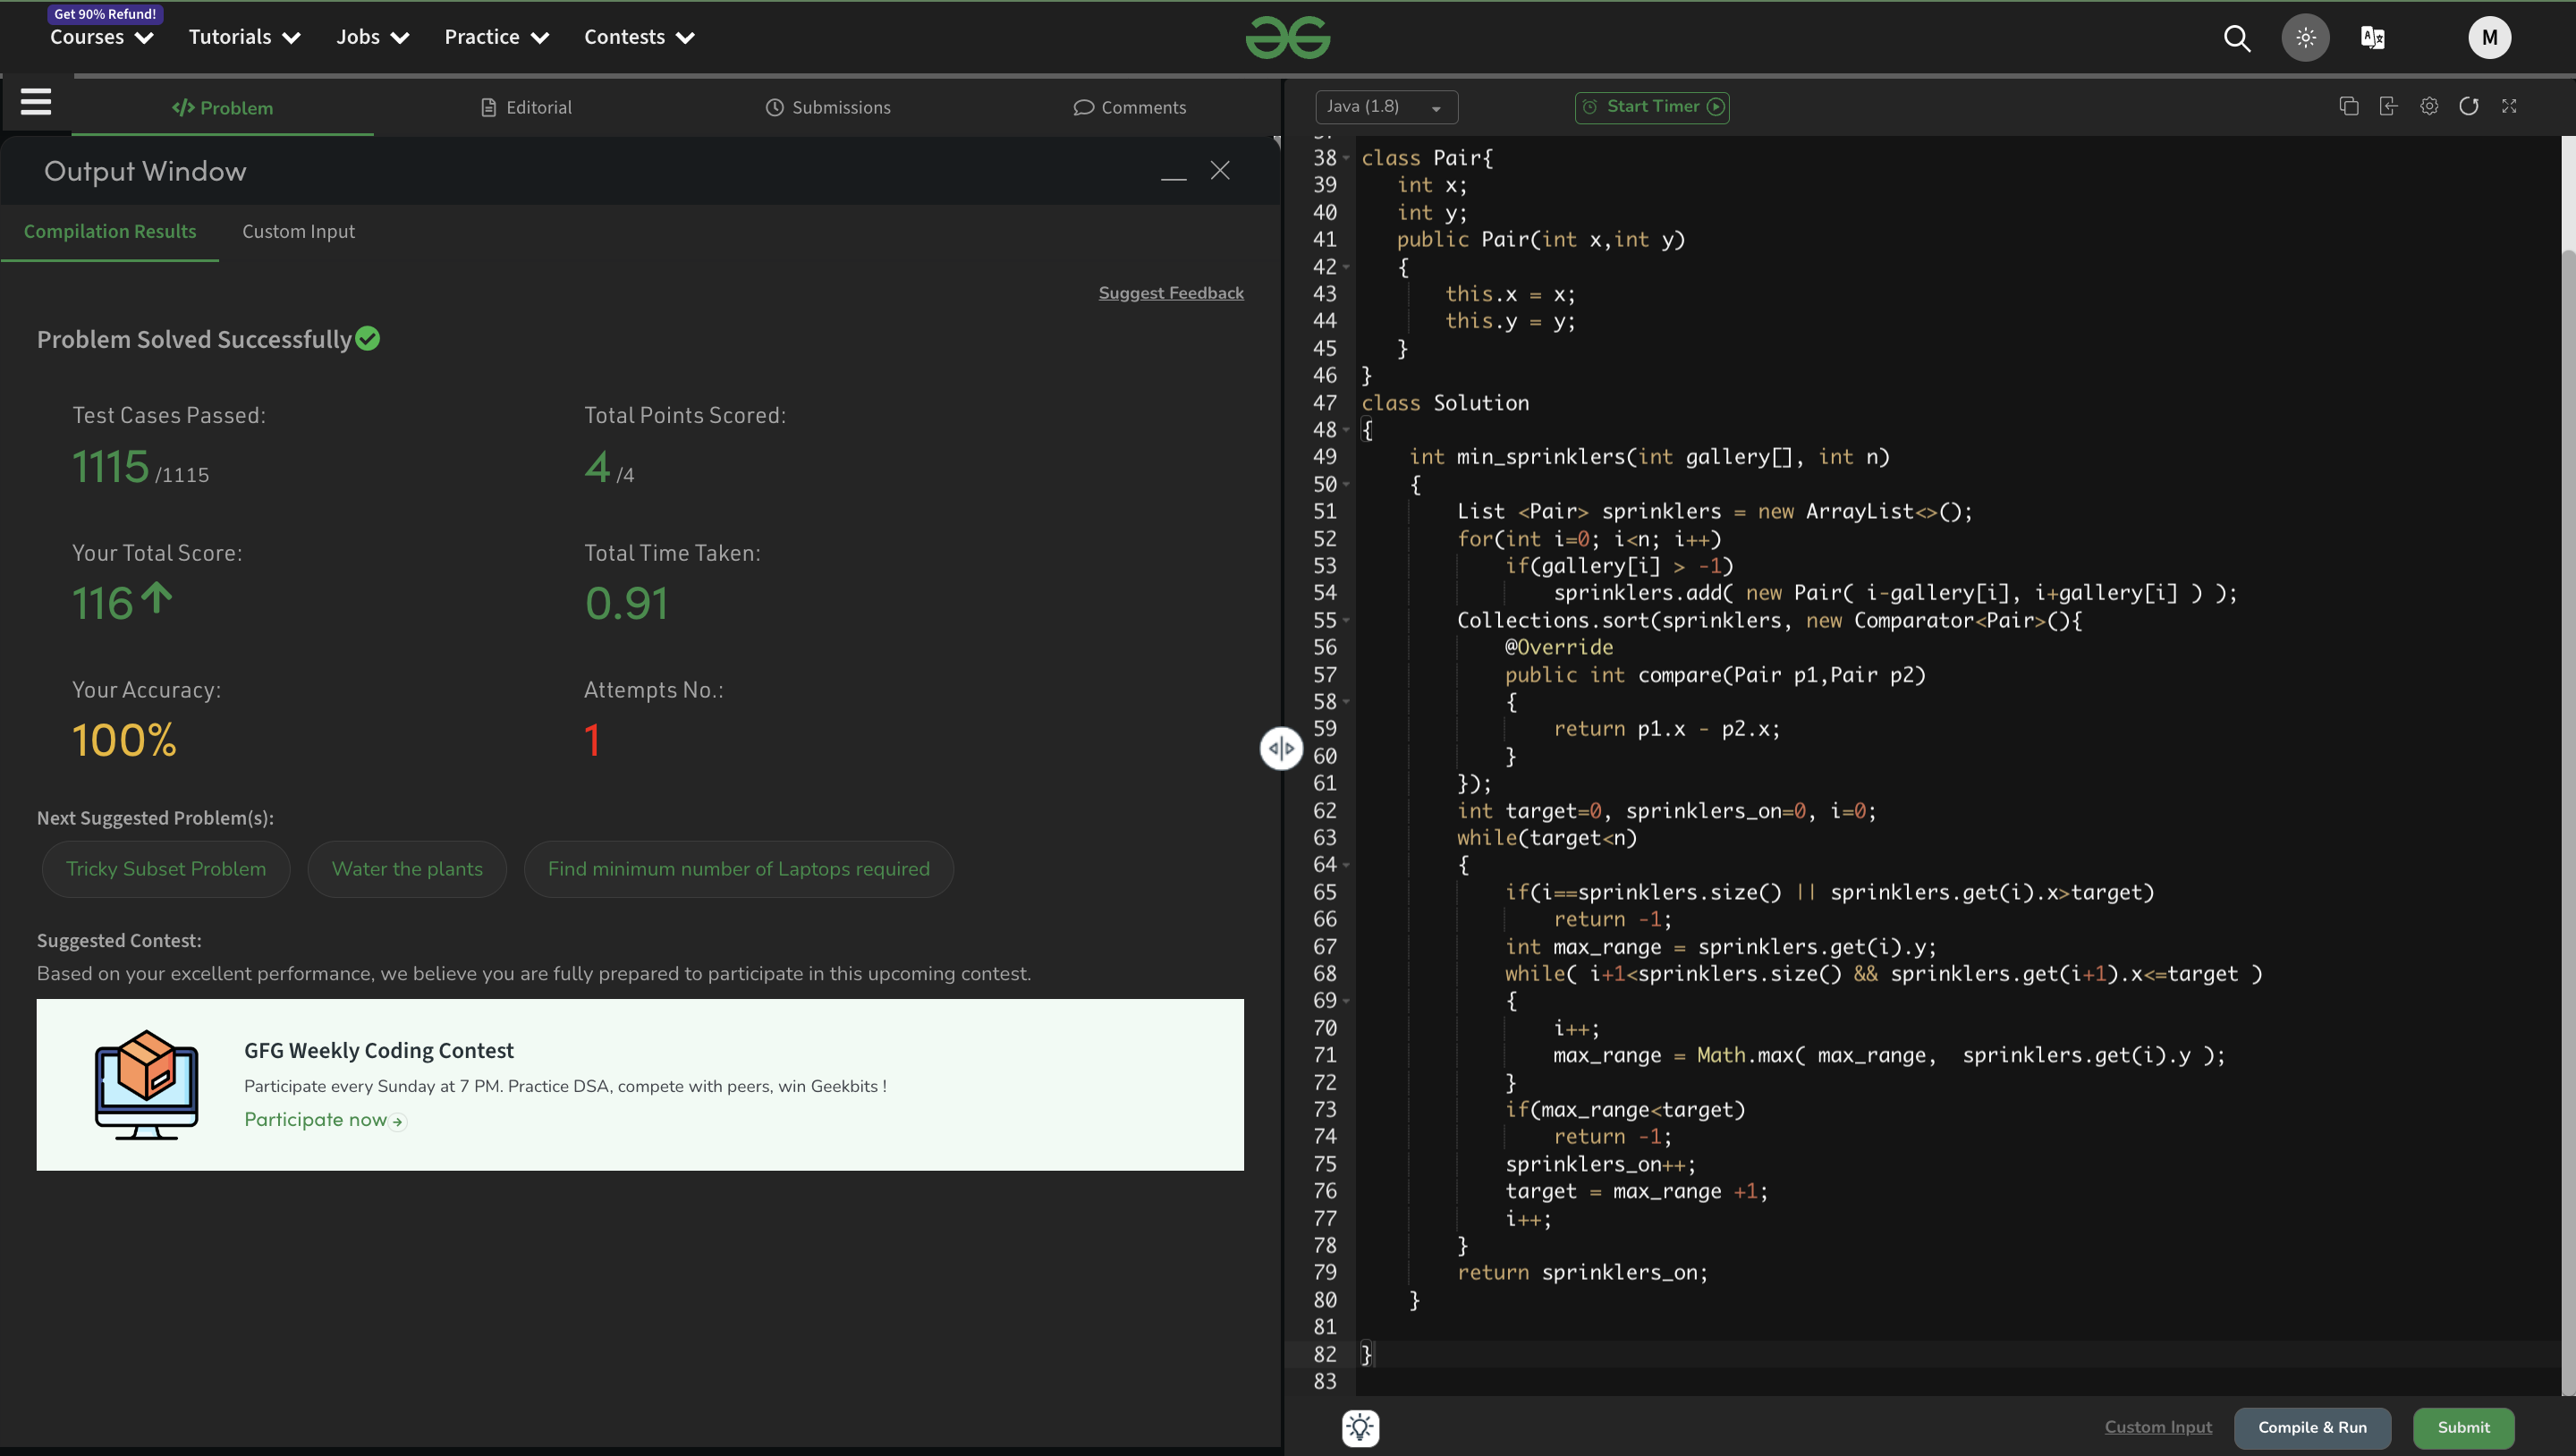 Get 90% Refund!
Courses Tutorials Jobs Practice Contests
M
Problem Editorial Submissions Comments
Output Window
Compilation Results Custom Input
Suggest Feedback
Problem Solved Successfully
Test Cases Passed: Total Points Scored:
1115 /1115 4 /4
Your Total Score: Total Time Taken:
116 0.91
Your Accuracy: Attempts No.:
100% 1
Next Suggested Problem(s):
Tricky Subset Problem Water the plants Find minimum number of Laptops required
Suggested Contest:
Based on your excellent performance, we believe you are fully prepared to participate in this upcoming contest.
GFG Weekly Coding Contest
Participate every Sunday at 7 PM. Practice DSA, compete with peers, win Geekbits !
Participate now
Java (1.8) Start Timer
38 class Pair{
39 int x;
40 int y;
41 public Pair(int x,int y)
42 {
43 this.x = x;
44 this.y = y;
45 }
46 }
47 class Solution
48 {
49 int min_sprinklers(int gallery[], int n)
50 {
51 List <Pair> sprinklers = new ArrayList<>();
52 for(int i=0; i<n; i++)
53 if(gallery[i] > -1)
54 sprinklers.add( new Pair( i-gallery[i], i+gallery[i] ) );
55 Collections.sort(sprinklers, new Comparator<Pair>(){
56 @Override
57 public int compare(Pair p1,Pair p2)
58 {
59 return p1.x - p2.x;
60 }
61 });
62 int target=0, sprinklers_on=0, i=0;
63 while(target<n)
64 {
65 if(i==sprinklers.size() || sprinklers.get(i).x>target)
66 return -1;
67 int max_range = sprinklers.get(i).y;
68 while( i+1<sprinklers.size() && sprinklers.get(i+1).x<=target )
69 {
70 i++;
71 max_range = Math.max( max_range, sprinklers.get(i).y );
72 }
73 if(max_range<target)
74 return -1;
75 sprinklers_on++;
76 target = max_range +1;
77 i++;
78 }
79 return sprinklers_on;
80 }
81
82 }
83
Custom Input Compile & Run Submit